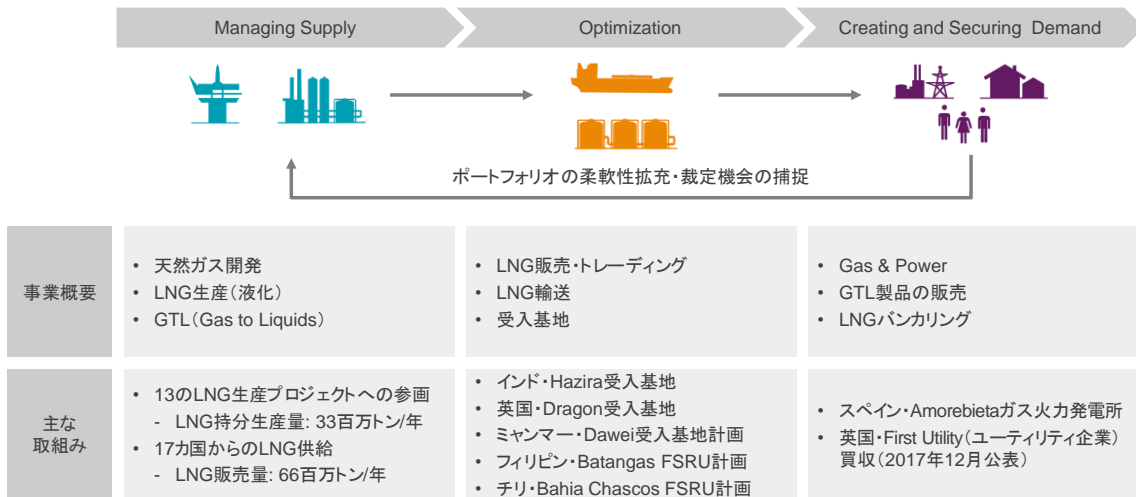 Managing Supply
Optimization
Creating and Securing Demand
ポートフォリオの柔軟性拡充・裁定機会の捕捉
事業概要
• 天然ガス開発
• LNG生産（液化）
• GTL（Gas to Liquids）
• LNG販売・トレーディング
• LNG輸送
• 受入基地
• Gas & Power
• GTL製品の販売
• LNGバンカリング
主な
取組み
• 13のLNG生産プロジェクトへの参画
- LNG持分生産量: 33百万トン/年
• 17カ国からのLNG供給
- LNG販売量: 66百万トン/年
• インド・Hazira受入基地
• 英国・Dragon受入基地
• ミャンマー・Dawei受入基地計画
• フィリピン・Batangas FSRU計画
• チリ・Bahia Chascos FSRU計画
• スペイン・Amorebietaガス火力発電所
• 英国・First Utility（ユーティリティ企業）
買収（2017年12月公表）